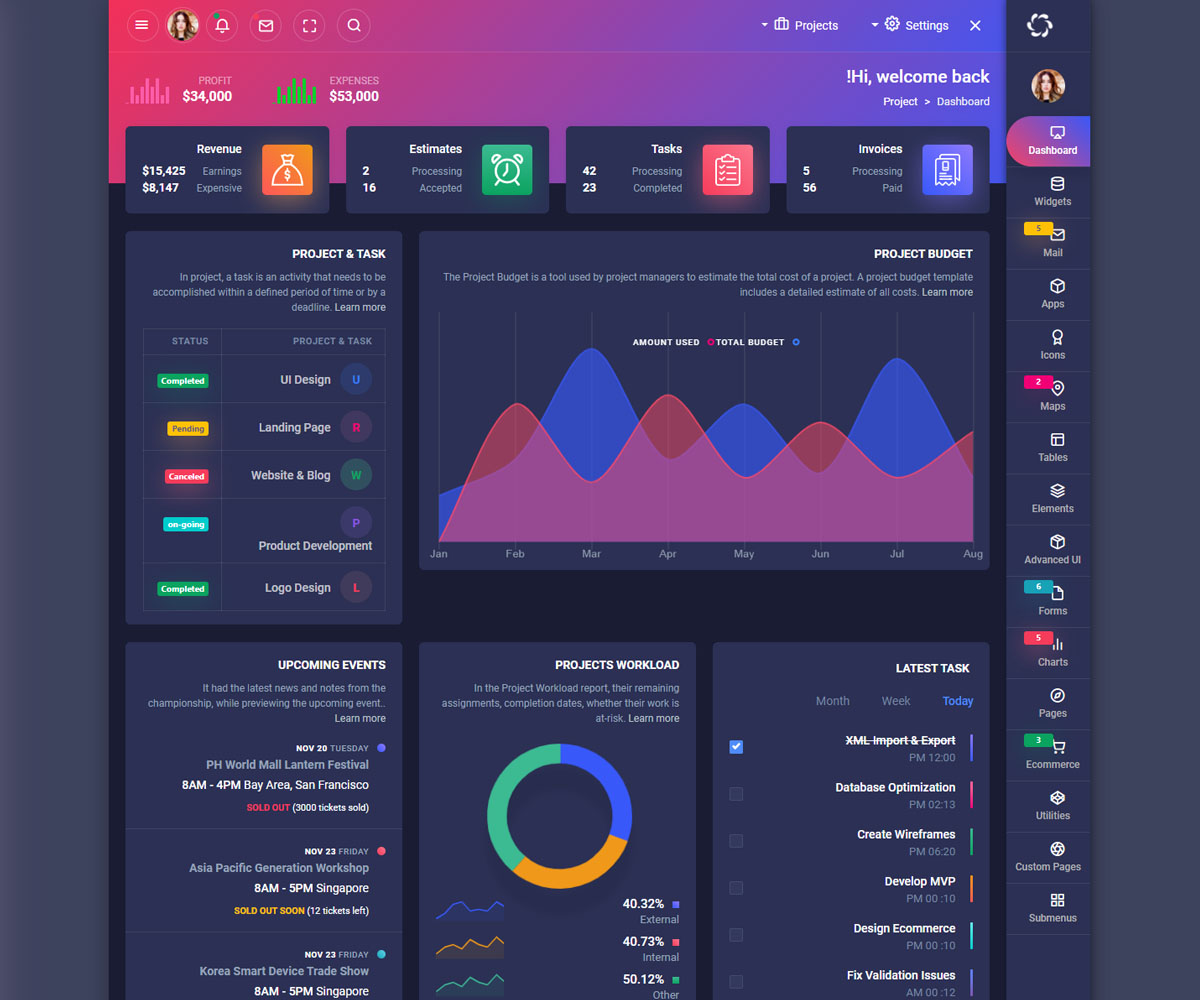 Projects
Settings
PROFIT
$34,000
EXPENSES
$53,000
!Hi, welcome back
Project > Dashboard
Revenue
$15,425 Earnings
$8,147 Expensive
Estimates
2 Processing
16 Accepted
Tasks
42 Processing
23 Completed
Invoices
5 Processing
56 Paid
PROJECT & TASK
In project, a task is an activity that needs to be
accomplished within a defined period of time or by a
deadline. Learn more
STATUS PROJECT & TASK
Completed UI Design U
Pending Landing Page R
Canceled Website & Blog W
on-going P
Product Development
Completed Logo Design L
PROJECT BUDGET
The Project Budget is a tool used by project managers to estimate the total cost of a project. A project budget template
includes a detailed estimate of all costs. Learn more
AMOUNT USED TOTAL BUDGET
Jan Feb Mar Apr May Jun Jul Aug
UPCOMING EVENTS
It had the latest news and notes from the
championship, while previewing the upcoming event..
Learn more
NOV 20 TUESDAY
PH World Mall Lantern Festival
8AM - 4PM Bay Area, San Francisco
SOLD OUT (3000 tickets sold)
NOV 23 FRIDAY
Asia Pacific Generation Workshop
8AM - 5PM Singapore
SOLD OUT SOON (12 tickets left)
NOV 23 FRIDAY
Korea Smart Device Trade Show
8AM - 5PM Singapore
PROJECTS WORKLOAD
In the Project Workload report, their remaining
assignments, completion dates, whether their work is
at-risk. Learn more
40.32%
External
40.73%
Internal
50.12%
Other
LATEST TASK
Month Week Today
XML Import & Export
PM 12:00
Database Optimization
PM 02:13
Create Wireframes
PM 06:20
Develop MVP
PM 00 :10
Design Ecommerce
PM 00 :10
Fix Validation Issues
AM 00 :12
Dashboard
Widgets
5
Mail
Apps
Icons
2
Maps
Tables
Elements
Advanced UI
6
Forms
5
Charts
Pages
3
Ecommerce
Utilities
Custom Pages
Submenus